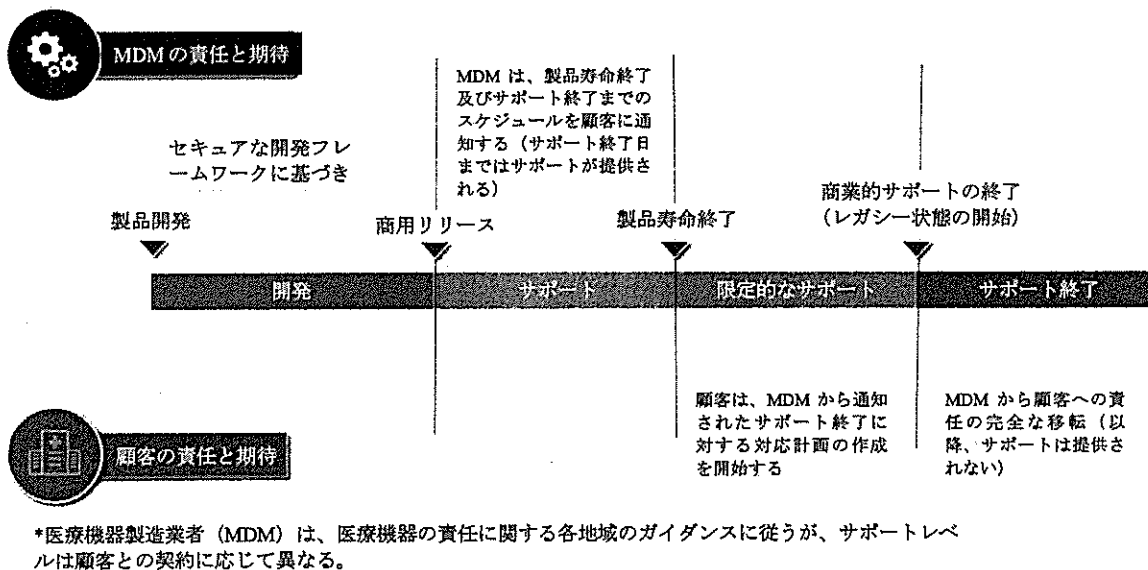 MDM の責任と期待
MDM は、製品寿命終了
及びサポート終了までの
スケジュールを顧客に通
知する（サポート終了日
まではサポートが提供さ
れる）
セキュアな開発フレ
ームワークに基づき
商業的サポートの終了
（レガシー状態の開始）
製品開発
商用リリース
製品寿命終了
開発
サポート
限定的なサポート
サポート終了
顧客は、MDM から通知
されたサポート終了に
対する対応計画の作成
を開始する
MDM から顧客への責
任の完全な移転（以
降、サポートは提供さ
れない）
顧客の責任と期待
*医療機器製造業者（MDM）は、医療機器の責任に関する各地域のガイダンスに従うが、サポートレベ
ルは顧客との契約に応じて異なる。